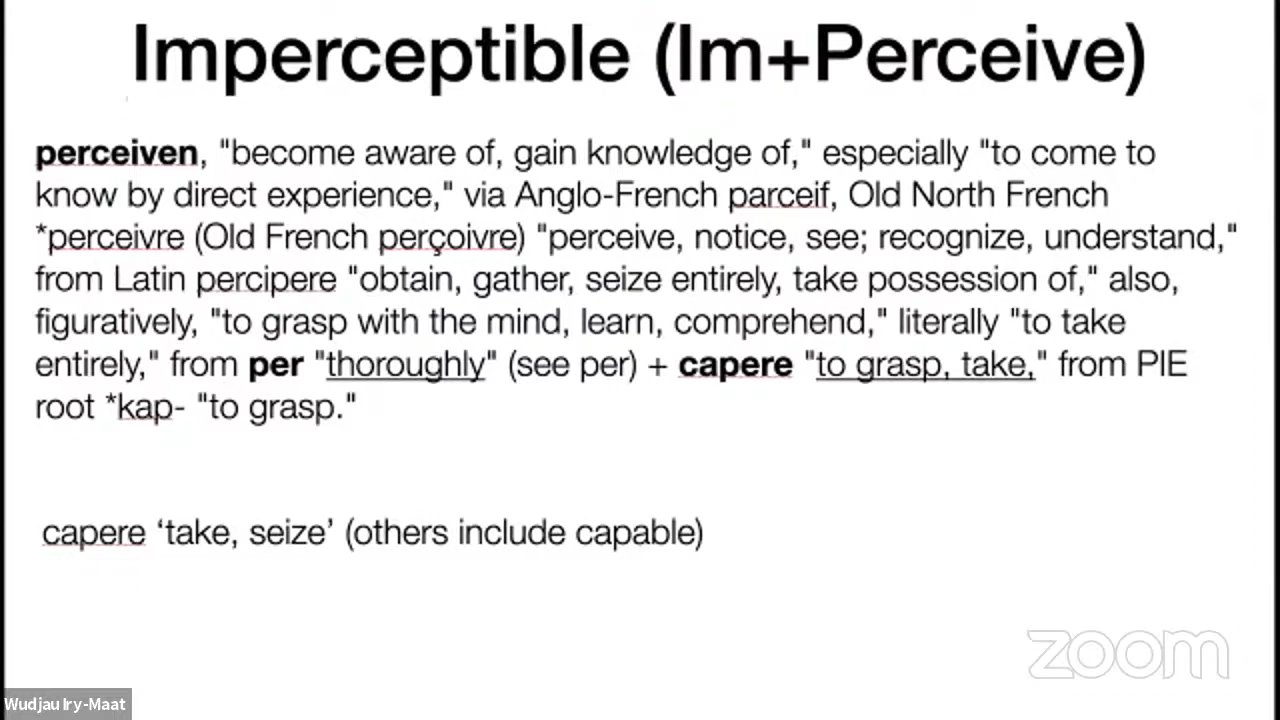 Imperceptible (Im+Perceive)
perceiven, "become aware of, gain knowledge of," especially "to come to
know by direct experience," via Anglo-French parceif, Old North French
*perceivre (Old French perçoivre) "perceive, notice, see; recognize, understand,"
from Latin percipere "obtain, gather, seize entirely, take possession of," also,
figuratively, "to grasp with the mind, learn, comprehend," literally "to take
entirely," from per "thoroughly" (see per) + capere "to grasp, take," from PIE
root *kap- "to grasp."
capere ‘take, seize’ (others include capable)
zoom
Wudjau Iry-Maat